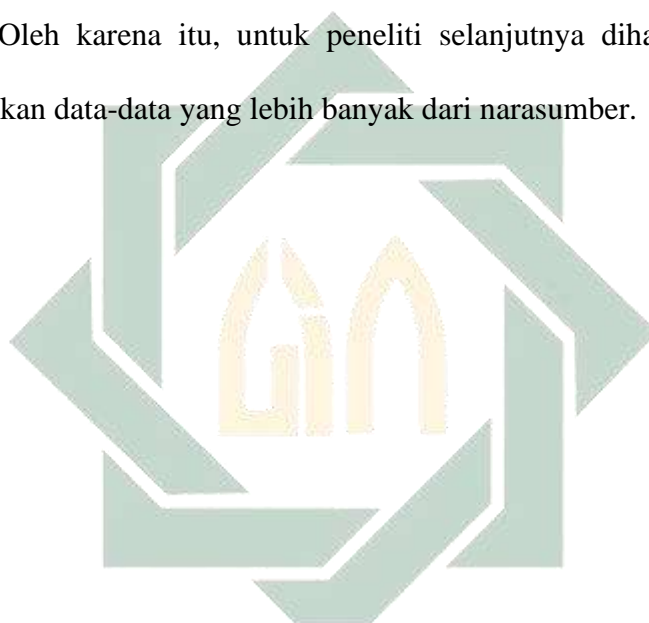 Oleh karena itu, untuk peneliti selanjutnya diha
kan data-data yang lebih banyak dari narasumber.